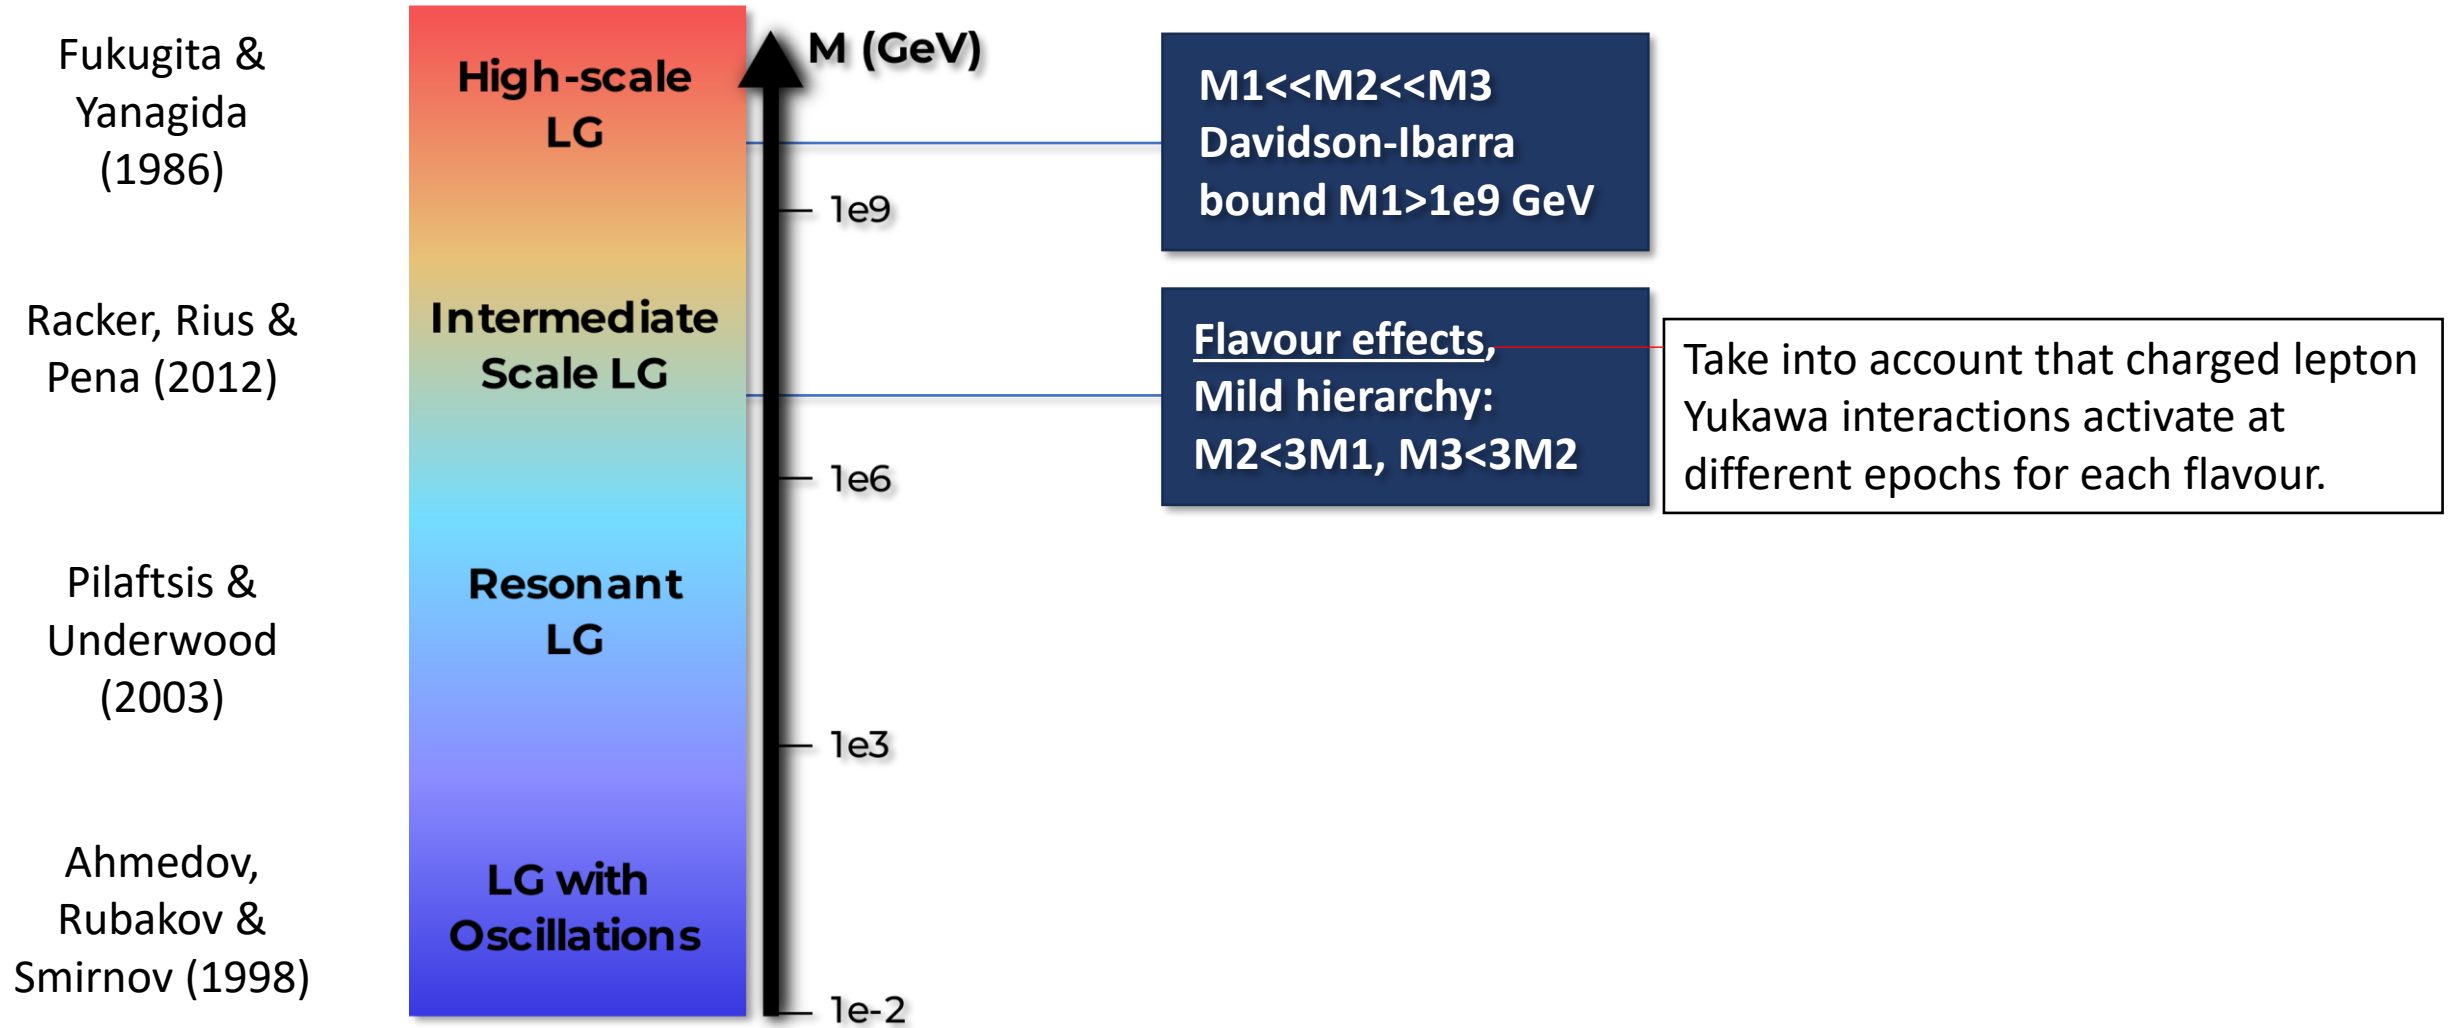 Fukugita &
Yanagida
(1986)
Racker, Rius &
Pena (2012)
Pilaftsis &
Underwood
(2003)
Ahmedov,
Rubakov &
Smirnov (1998)
High-scale
LG
Intermediate
Scale LG
Resonant
LG
LG with
Oscillations
M (GeV)
1e9
1e6
1e3
1e-2
M1<<M2<<M3
Davidson-Ibarra
bound M1>1e9 GeV
Flavour effects,
Mild hierarchy:
M2<3M1, M3<3M2
Take into account that charged lepton
Yukawa interactions activate at
different epochs for each flavour.